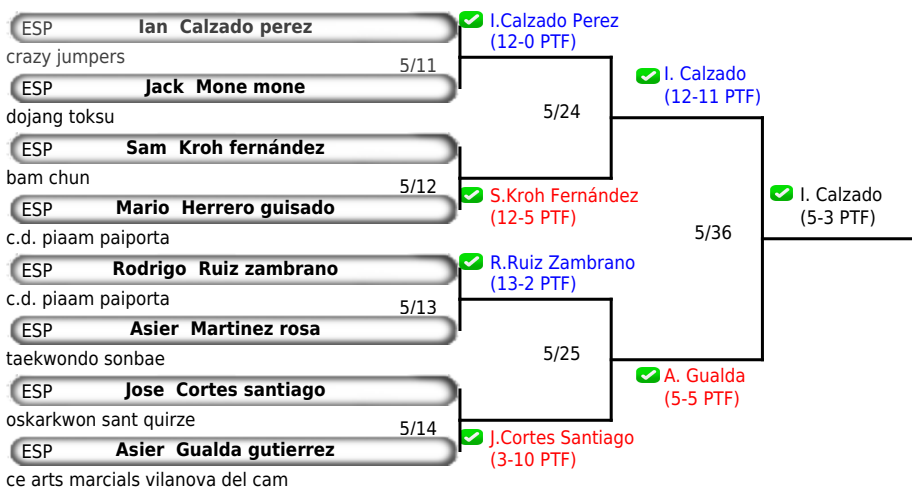 ESP Ian Calzado perez
crazy jumpers
5/11
ESP Jack Mone mone
dojang toksu
I.Calzado Perez
(12-0 PTF)
ESP Sam Kroh fernández
bam chun
5/12
ESP Mario Herrero guisado
c.d. piaam paiporta
S.Kroh Fernández
(12-5 PTF)
5/24
I. Calzado
(12-11 PTF)
ESP Rodrigo Ruiz zambrano
c.d. piaam paiporta
5/13
ESP Asier Martinez rosa
taekwondo sonbae
R.Ruiz Zambrano
(13-2 PTF)
ESP Jose Cortes santiago
oskarkwon sant quirze
5/14
ESP Asier Gualda gutierrez
ce arts marcials vilanova del cam
J.Cortes Santiago
(3-10 PTF)
5/25
A. Gualda
(5-5 PTF)
5/36
I. Calzado
(5-3 PTF)